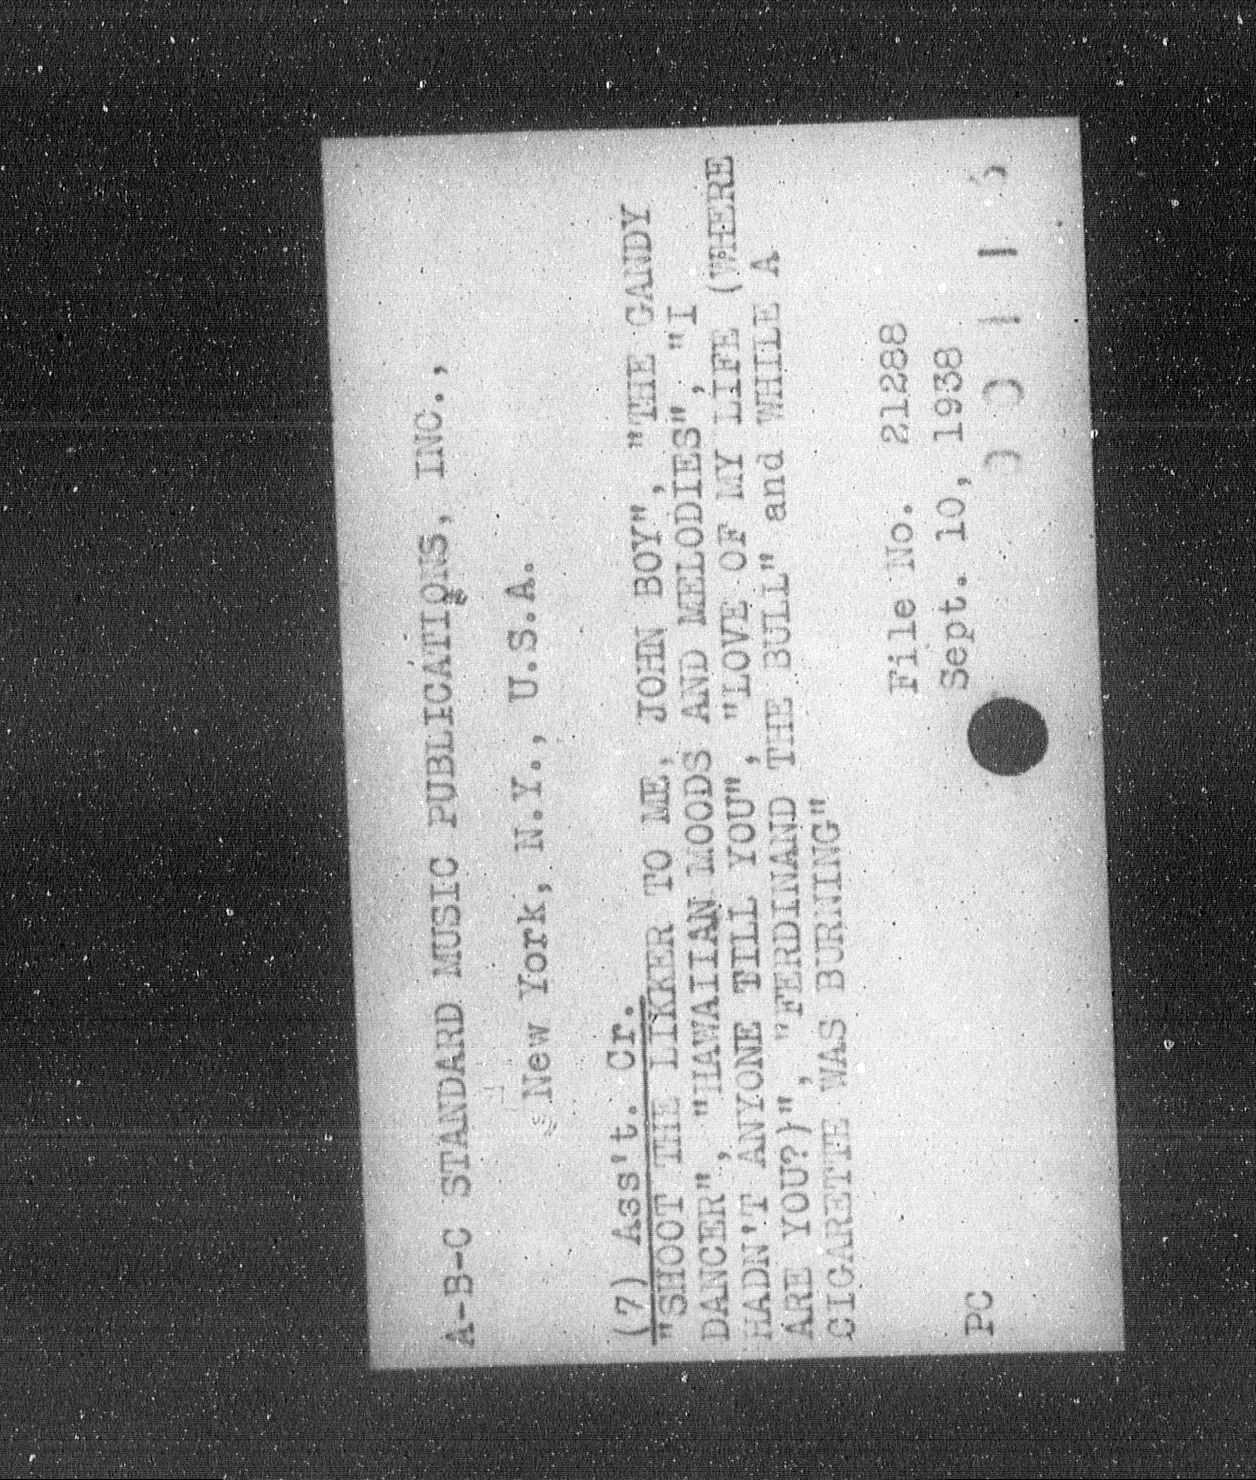 A-B-C STANDARD MUSIC PUBLICATIONS, INC.,
New York, N.Y., U.S.A.
(7) Ass't. Cr.
"SHOOT THE LIKKER TO ME, JOHN BOY", "THE GANDY
DANCER", "HAWAIIAN MOODS AND MELODIES", "I
HADN'T ANYONE TILL YOU", "LOVE OF MY LIFE (WHERE
ARE YOU?)", "FERDINAND THE BULL" and WHILE A
CIGARETTE WAS BURNING"
File No. 21288
Sept. 10, 1938
PC